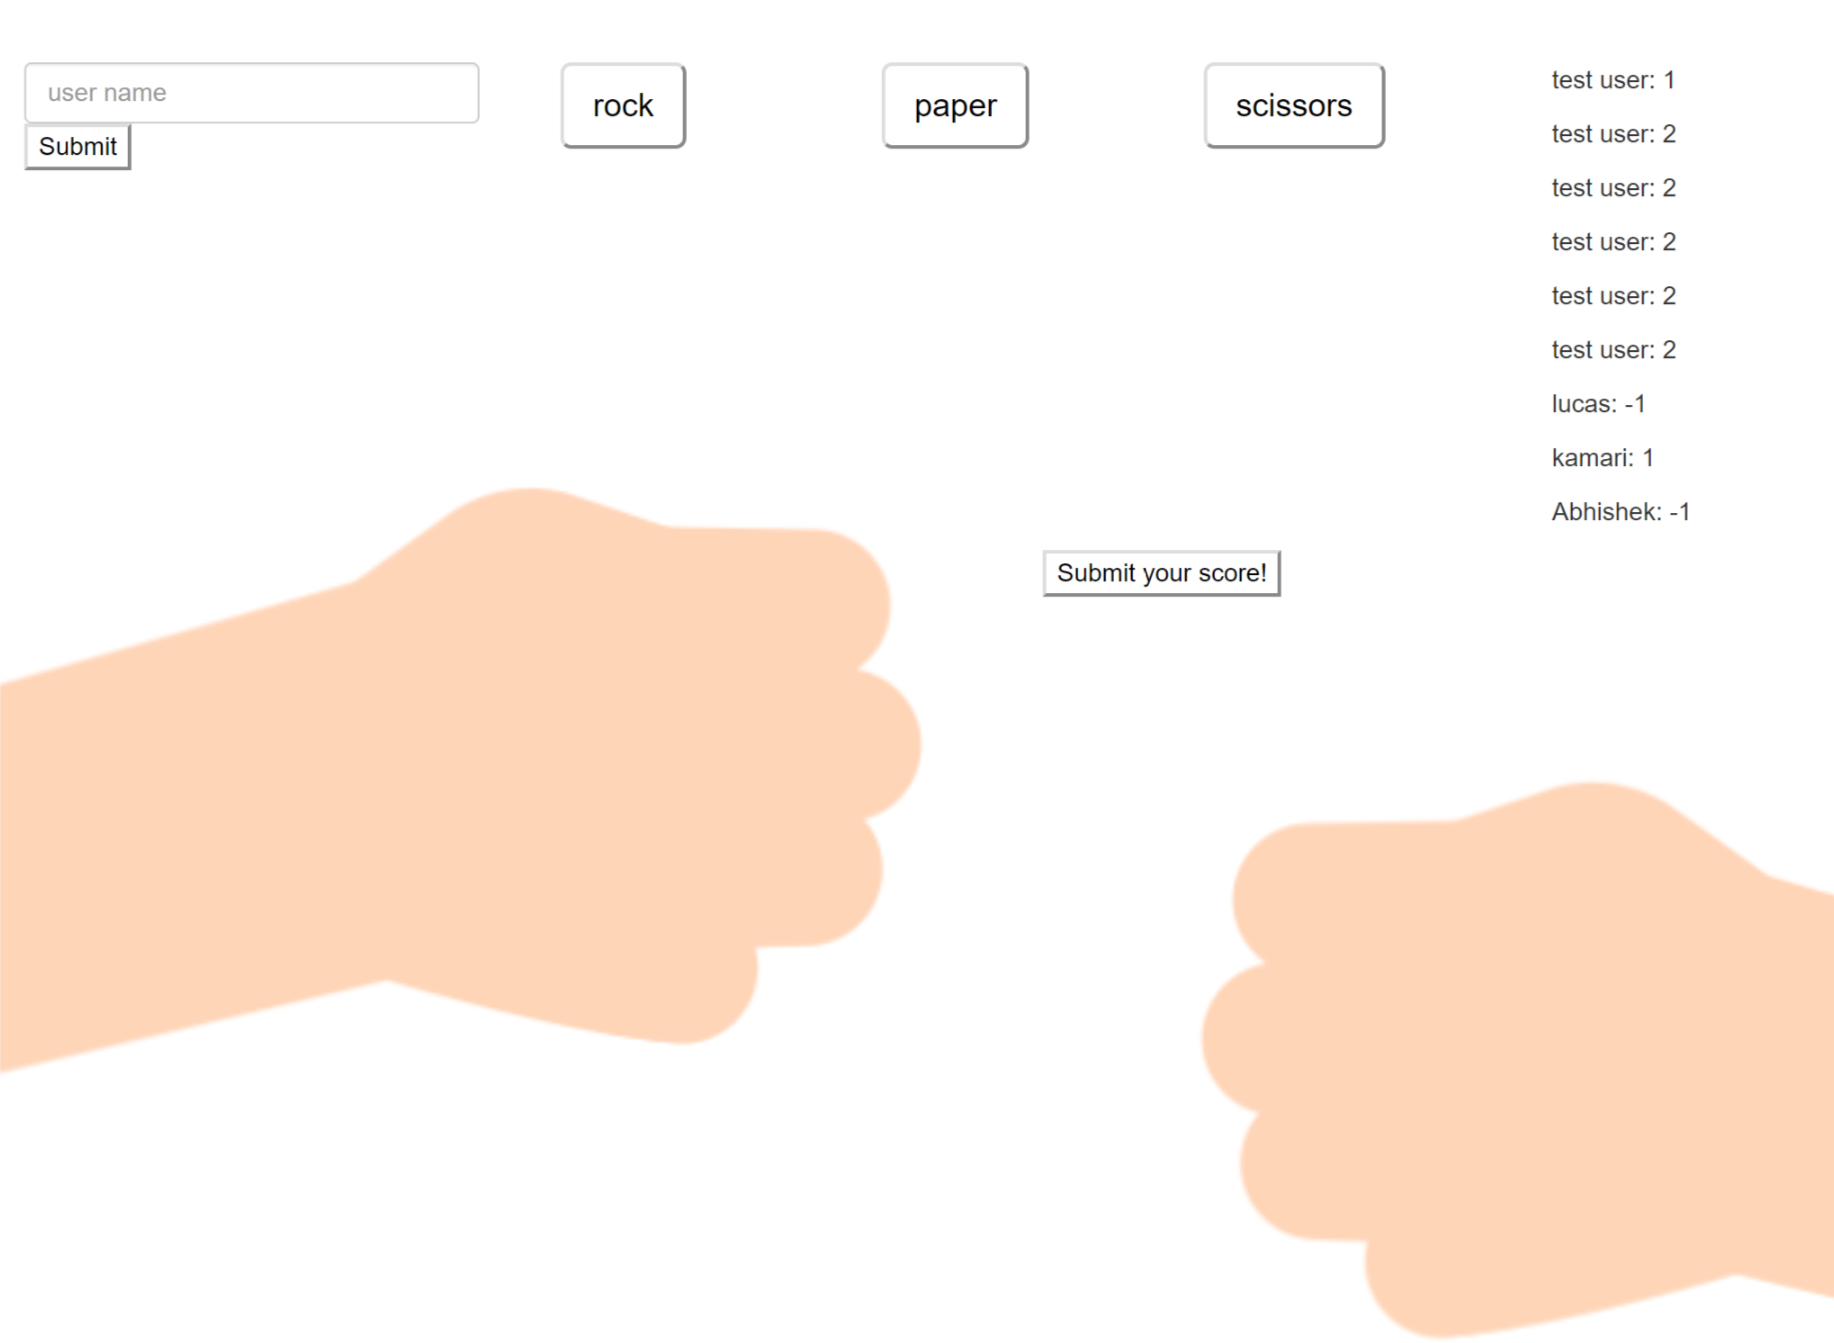 user name
Submit
rock
paper
scissors
test user: 1
test user: 2
test user: 2
test user: 2
test user: 2
test user: 2
lucas: -1
kamari: 1
Abhishek: -1
Submit your score!